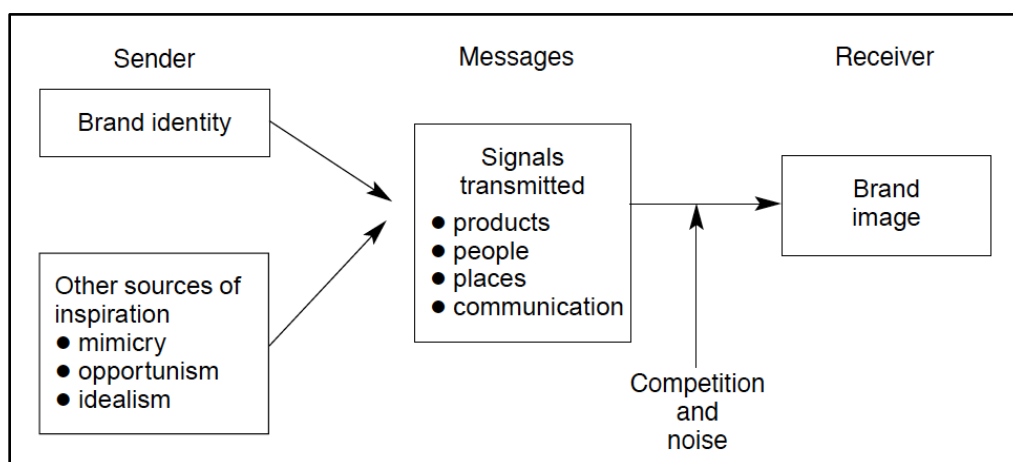 Sender
Messages
Receiver
Brand identity
Other sources of
inspiration
● mimicry
● opportunism
● idealism
Signals
transmitted
● products
● people
● places
● communication
Brand
image
Competition
and
noise